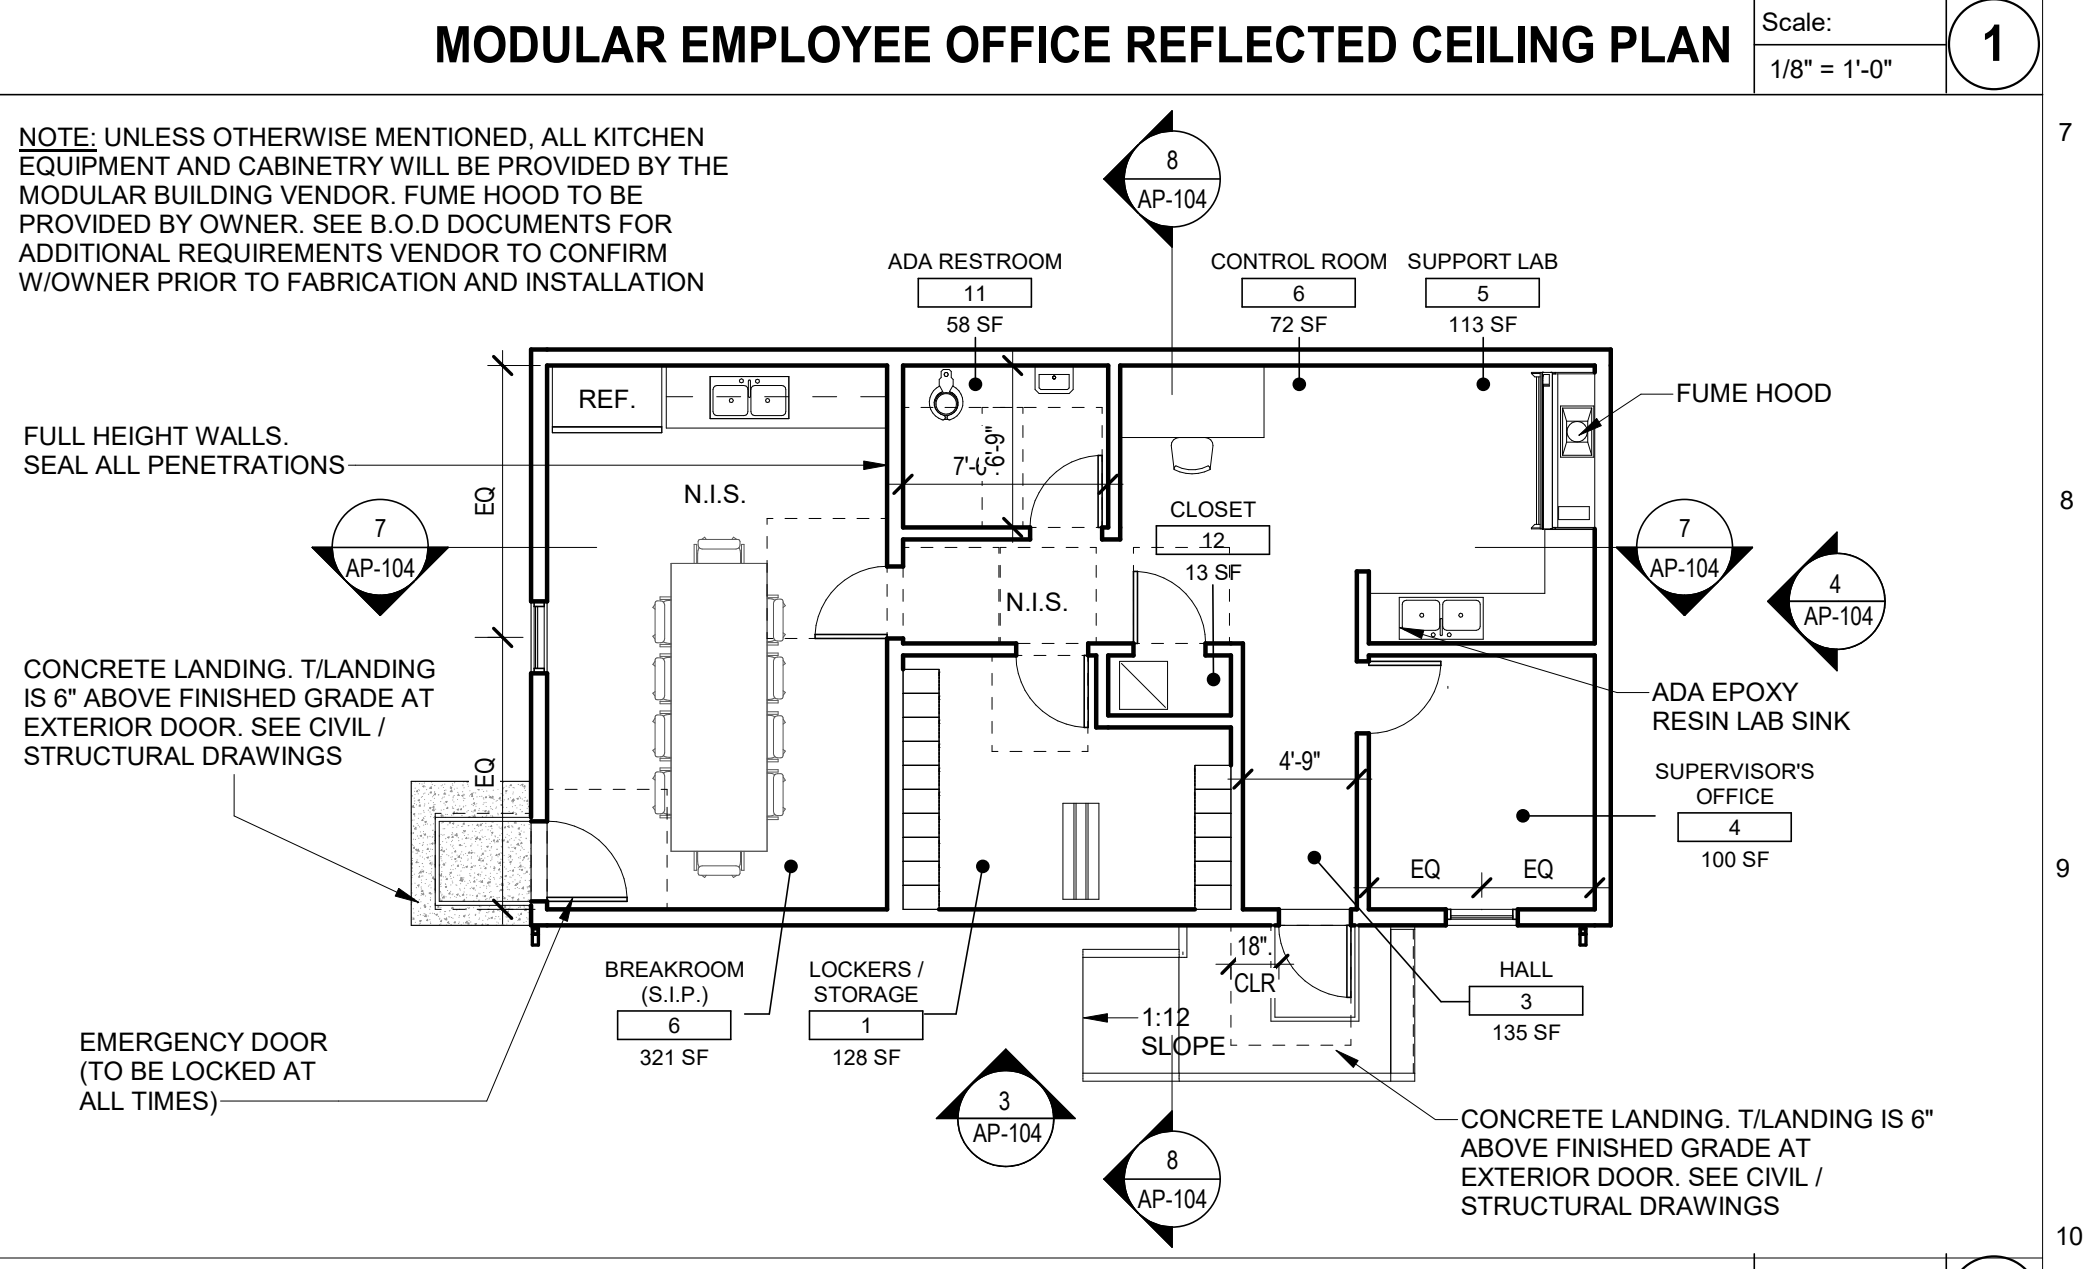 MODULAR EMPLOYEE OFFICE REFLECTED CEILING PLAN
Scale:
1/8" = 1'-0"
1
7
NOTE: UNLESS OTHERWISE MENTIONED, ALL KITCHEN
EQUIPMENT AND CABINETRY WILL BE PROVIDED BY THE
MODULAR BUILDING VENDOR. FUME HOOD TO BE
PROVIDED BY OWNER. SEE B.O.D DOCUMENTS FOR
ADDITIONAL REQUIREMENTS VENDOR TO CONFIRM
W/OWNER PRIOR TO FABRICATION AND INSTALLATION
8
AP-104
ADA RESTROOM
11
58 SF
CONTROL ROOM
6
72 SF
SUPPORT LAB
5
113 SF
REF.
FUME HOOD
FULL HEIGHT WALLS.
SEAL ALL PENETRATIONS
6'-9"
N.I.S.
EQ
CLOSET
12
13 SF
7
AP-104
7
AP-104
8
4
AP-104
N.I.S.
CONCRETE LANDING. T/LANDING
IS 6" ABOVE FINISHED GRADE AT
EXTERIOR DOOR. SEE CIVIL /
STRUCTURAL DRAWINGS
ADA EPOXY
RESIN LAB SINK
EQ
4'-9"
SUPERVISOR'S
OFFICE
4
100 SF
EQ
EQ
9
18"
CLR
BREAKROOM
(S.I.P.)
6
321 SF
LOCKERS /
STORAGE
1
128 SF
HALL
3
135 SF
1:12
SLOPE
EMERGENCY DOOR
(TO BE LOCKED AT
ALL TIMES)
3
AP-104
8
AP-104
CONCRETE LANDING. T/LANDING IS 6"
ABOVE FINISHED GRADE AT
EXTERIOR DOOR. SEE CIVIL /
STRUCTURAL DRAWINGS
10